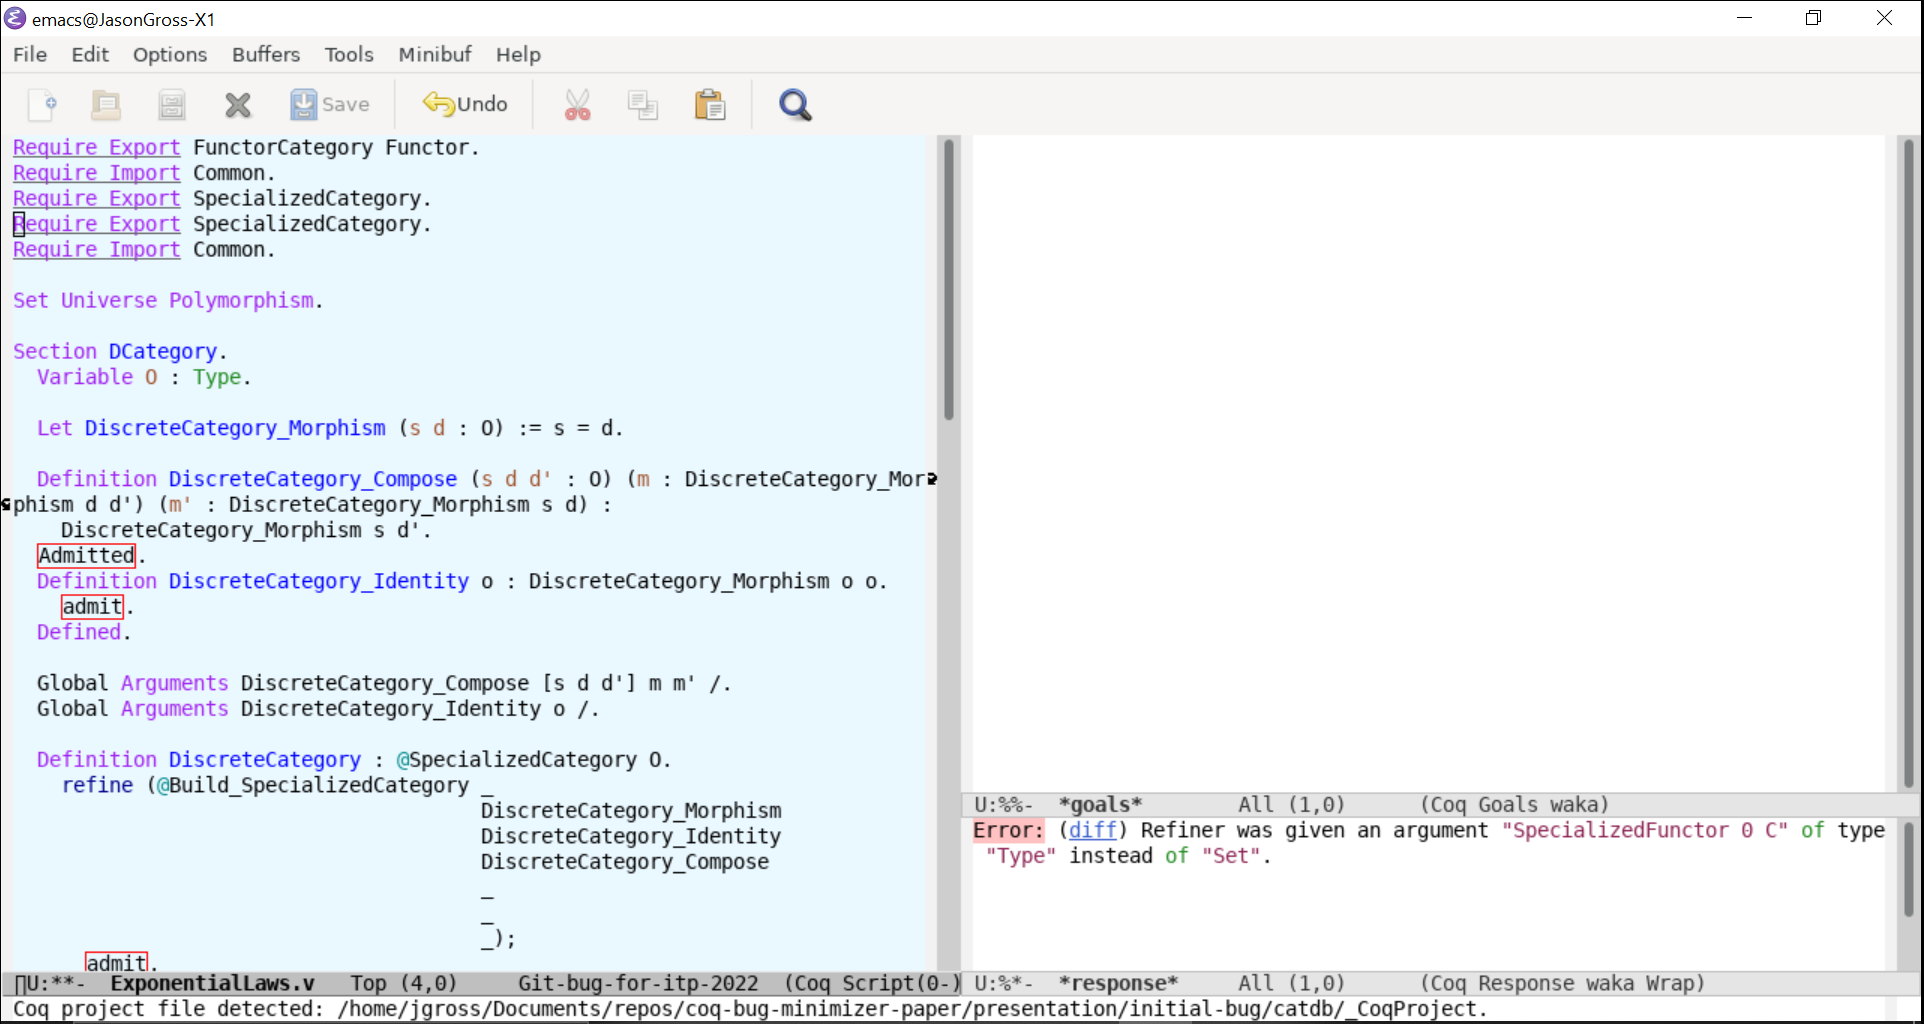 emacs@JasonGross-X1
File Edit Options Buffers Tools Minibuf Help
Save Undo
Require Export FunctorCategory Functor.
Require Import Common.
Require Export SpecializedCategory.
Require Export SpecializedCategory.
Require Import Common.
Set Universe Polymorphism.
Section DCategory.
Variable O : Type.
Let DiscreteCategory_Morphism (s d : O) := s = d.
Definition DiscreteCategory_Compose (s d d' : O) (m : DiscreteCategory_Mor
phism d d') (m' : DiscreteCategory_Morphism s d) :
DiscreteCategory_Morphism s d'.
Admitted.
Definition DiscreteCategory_Identity o : DiscreteCategory_Morphism o o.
admit.
Defined.
Global Arguments DiscreteCategory_Compose [s d d'] m m' /.
Global Arguments DiscreteCategory_Identity o /.
Definition DiscreteCategory : @SpecializedCategory O.
refine (@Build_SpecializedCategory _
DiscreteCategory_Morphism
DiscreteCategory_Identity
DiscreteCategory_Compose
_
_
_);
admit.
U:**- ExponentialLaws.v Top (4,0) Git-bug-for-itp-2022 (Coq Script(0-)
U:%%- *goals* All (1,0) (Coq Goals waka)
Error: (diff) Refiner was given an argument "SpecializedFunctor 0 C" of type
"Type" instead of "Set".
U:%*- *response* All (1,0) (Coq Response waka Wrap)
Coq project file detected: /home/jgross/Documents/repos/coq-bug-minimizer-paper/presentation/initial-bug/catdb/_CoqProject.